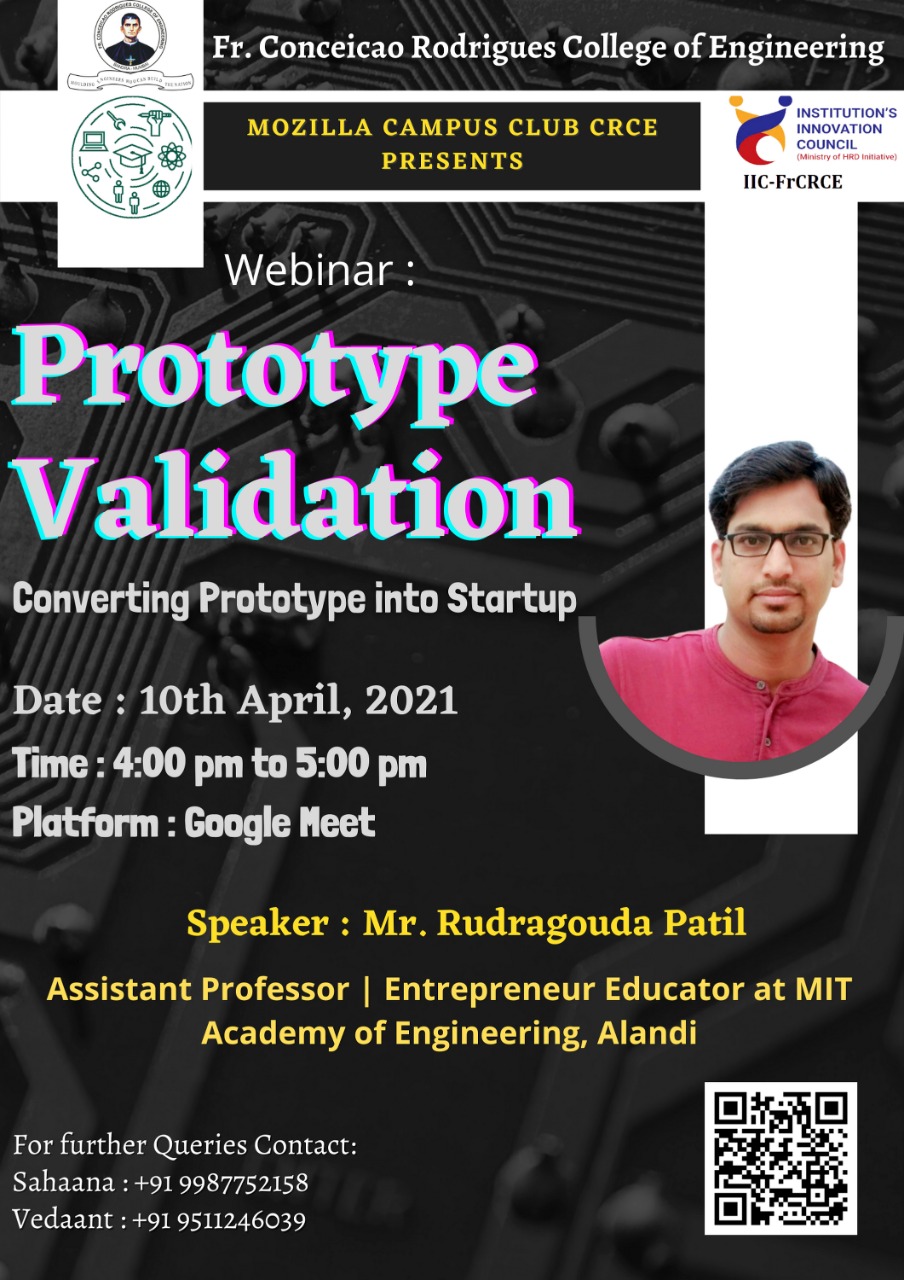 Fr. Conceicao Rodrigues College of Engineering
MOZILLA CAMPUS CLUB CRCE
PRESENTS
INSTITUTION'S
INNOVATION
COUNCIL
(Ministry of HRD Initiative)
IIC-FrCRCE
Webinar :
Prototype
Validation
Converting Prototype into Startup
Date : 10th April, 2021
Time : 4:00 pm to 5:00 pm
Platform : Google Meet
Speaker : Mr. Rudragouda Patil
Assistant Professor | Entrepreneur Educator at MIT
Academy of Engineering, Alandi
For further Queries Contact:
Sahaana : +91 9987752158
Vedaant : +91 9511246039